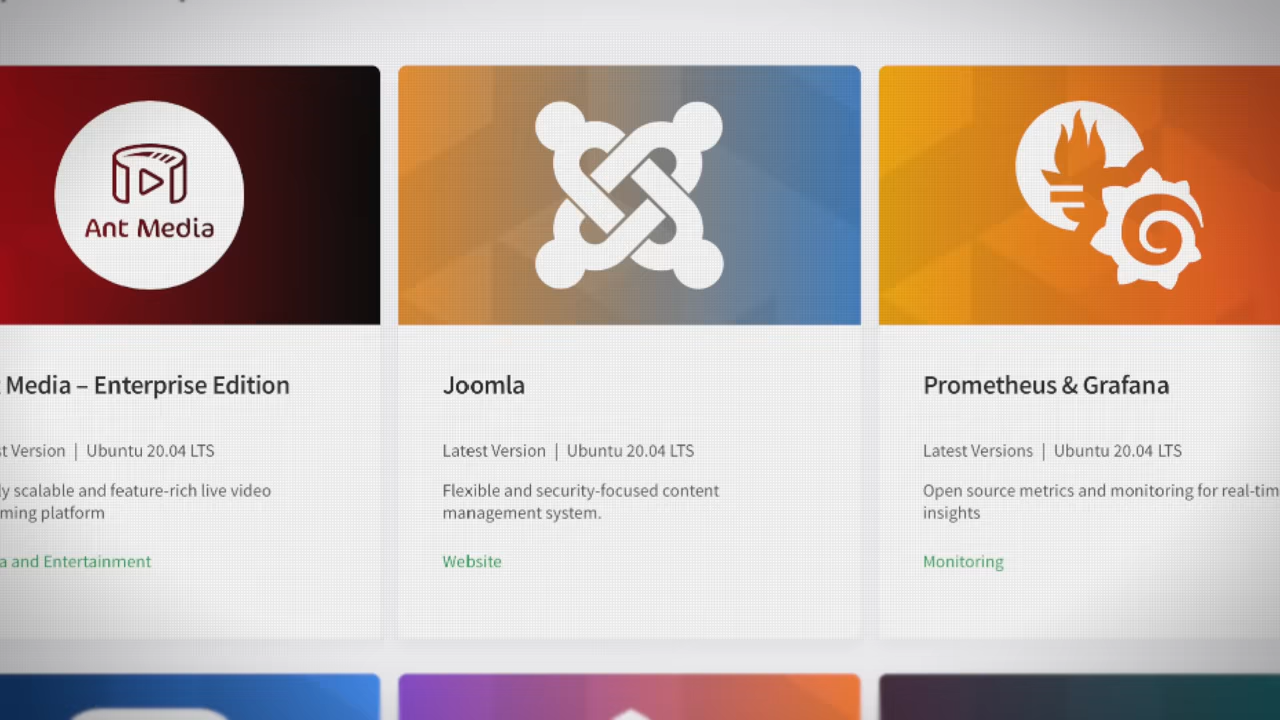 Ant Media
Media – Enterprise Edition
Version | Ubuntu 20.04 LTS
scalable and feature-rich live video
platform
and Entertainment
Joomla
Latest Version | Ubuntu 20.04 LTS
Flexible and security-focused content
management system.
Website
Prometheus & Grafana
Latest Versions | Ubuntu 20.04 LTS
Open source metrics and monitoring for
insights
Monitoring